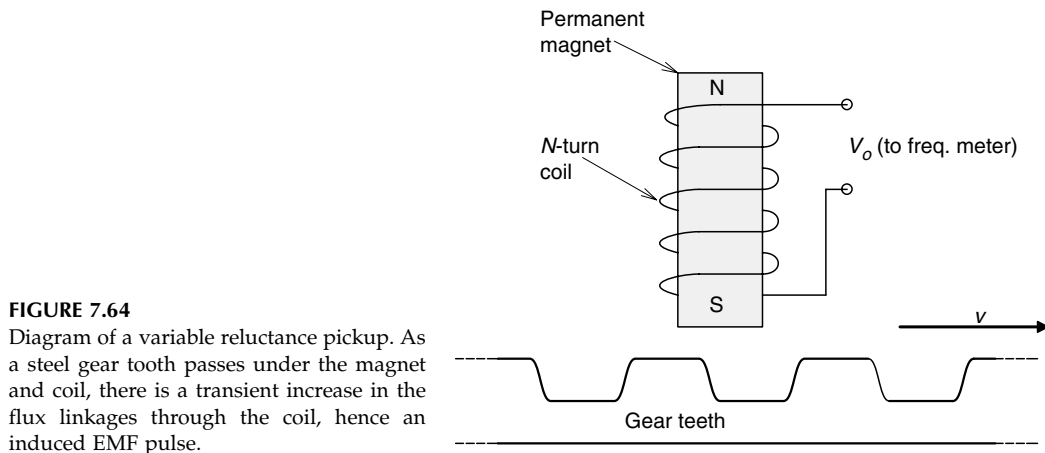 Permanent
magnet
N
N-turn
coil
Vo (to freq. meter)
S
v
Gear teeth
FIGURE 7.64
Diagram of a variable reluctance pickup. As
a steel gear tooth passes under the magnet
and coil, there is a transient increase in the
flux linkages through the coil, hence an
induced EMF pulse.